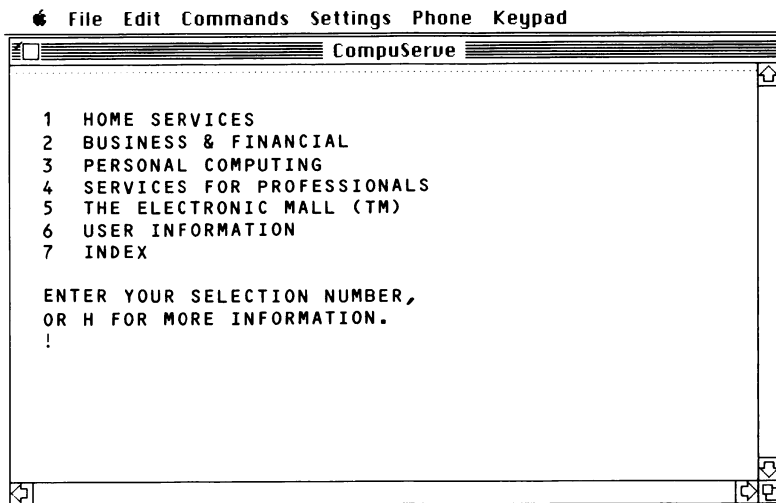 File Edit Commands Settings Phone Keypad
CompuServe
1 HOME SERVICES
2 BUSINESS & FINANCIAL
3 PERSONAL COMPUTING
4 SERVICES FOR PROFESSIONALS
5 THE ELECTRONIC MALL (TM)
6 USER INFORMATION
7 INDEX
ENTER YOUR SELECTION NUMBER,
OR H FOR MORE INFORMATION.
!